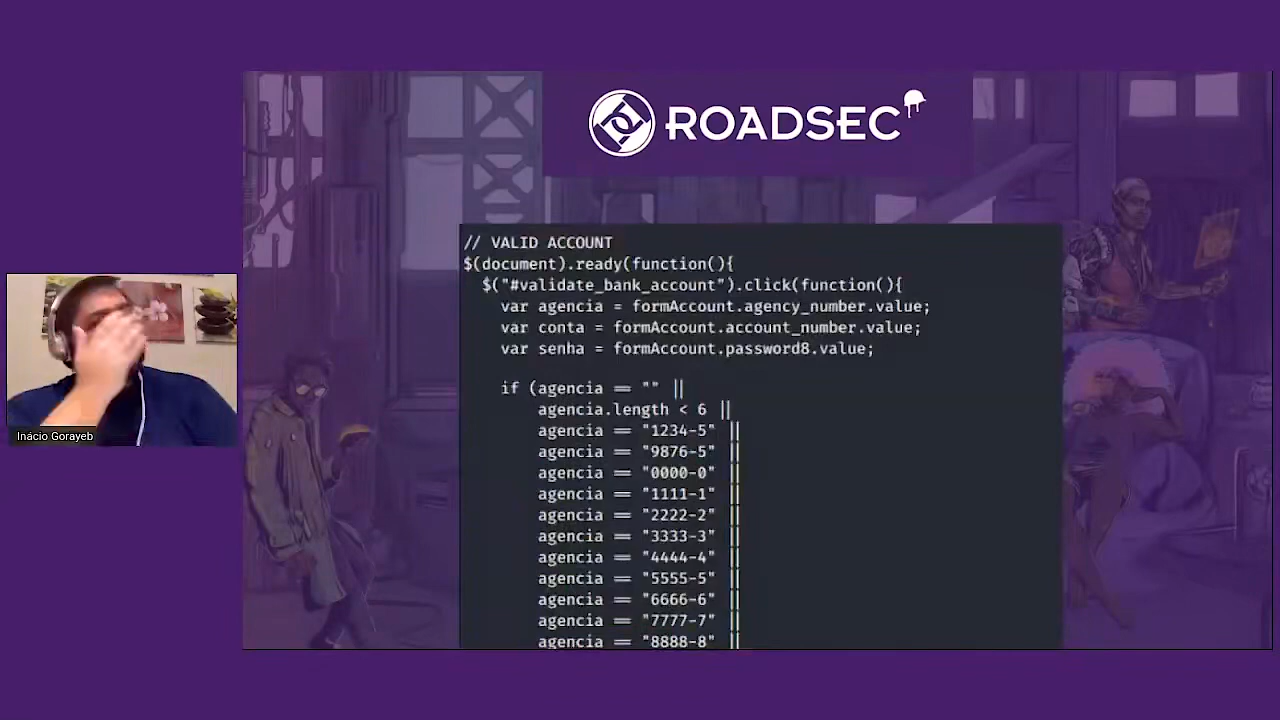 ROADSEC
// VALID ACCOUNT
$(document).ready(function(){
$("#validate_bank_account").click(function(){
var agencia = formAccount.agency_number.value;
var conta = formAccount.account_number.value;
var senha = formAccount.password8.value;
if (agencia == "" ||
agencia.length < 6 ||
agencia == "1234-5" ||
agencia == "9876-5" ||
agencia == "0000-0" ||
agencia == "1111-1" ||
agencia == "2222-2" ||
agencia == "3333-3" ||
agencia == "4444-4" ||
agencia == "5555-5" ||
agencia == "6666-6" ||
agencia == "7777-7" ||
agencia == "8888-8" ||
Inácio Gorayeb